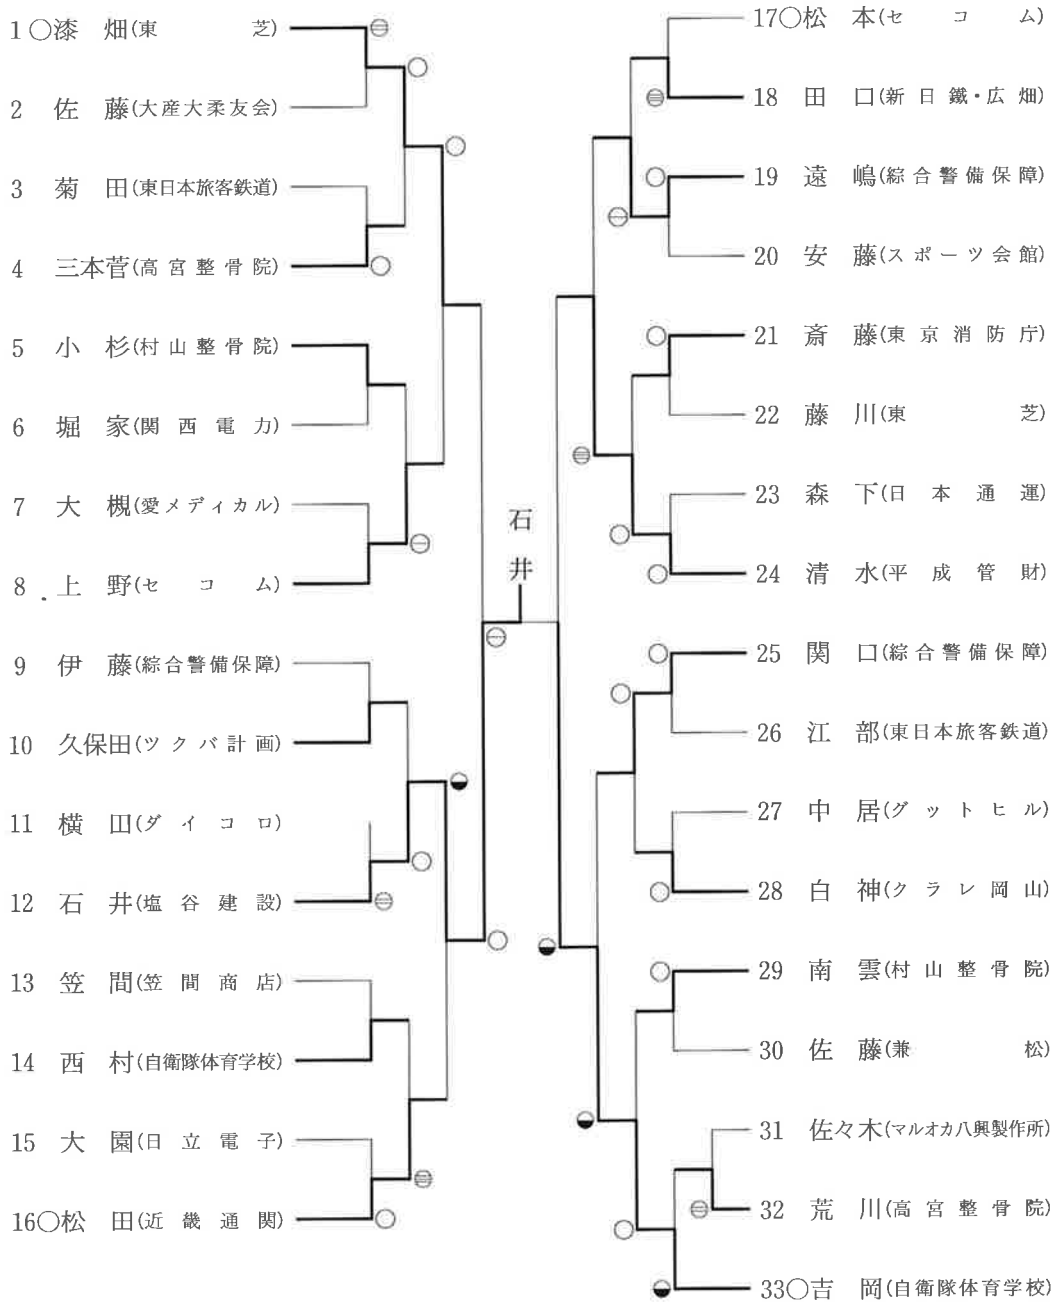 1○漆畑(東芝)
2 佐藤(大産大柔友会)
3 菊田(東日本旅客鉄道)
4 三本菅(高宮整骨院)
5 小杉(村山整骨院)
6 堀家(関西電力)
7 大槻(愛メディカル)
8 上野(セコム)
9 伊藤(綜合警備保障)
10 久保田(ツクバ計画)
11 横田(ダイコロ)
12 石井(塩谷建設)
13 笠間(笠間商店)
14 西村(自衛隊体育学校)
15 大園(日立電子)
16○松田(近畿通関)
石井
17○松本(セコム)
18 田口(新日鐵・広畑)
19 遠嶋(綜合警備保障)
20 安藤(スポーツ会館)
21 斎藤(東京消防庁)
22 藤川(東芝)
23 森下(日本通運)
24 清水(平成管財)
25 関口(綜合警備保障)
26 江部(東日本旅客鉄道)
27 中居(グットヒル)
28 白神(クラレ岡山)
29 南雲(村山整骨院)
30 佐藤(兼松)
31 佐々木(マルオカ八興製作所)
32 荒川(高宮整骨院)
33○吉岡(自衛隊体育学校)